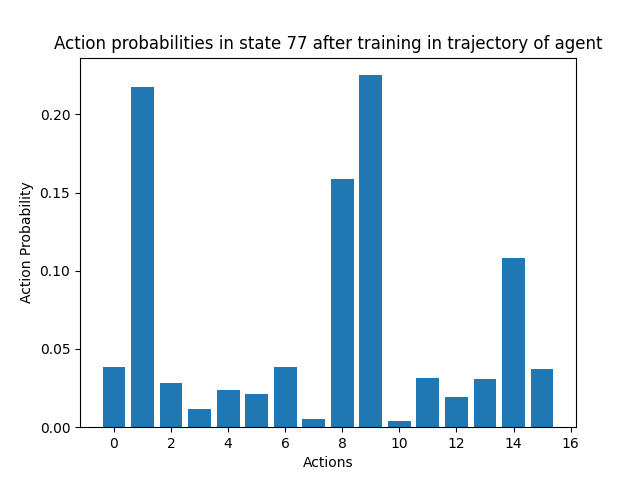 Action probabilities in state 77 after training in trajectory of agent
0.20
0.15
0.10
0.05
0.00
Action Probability
0 2 4 6 8 10 12 14 16
Actions